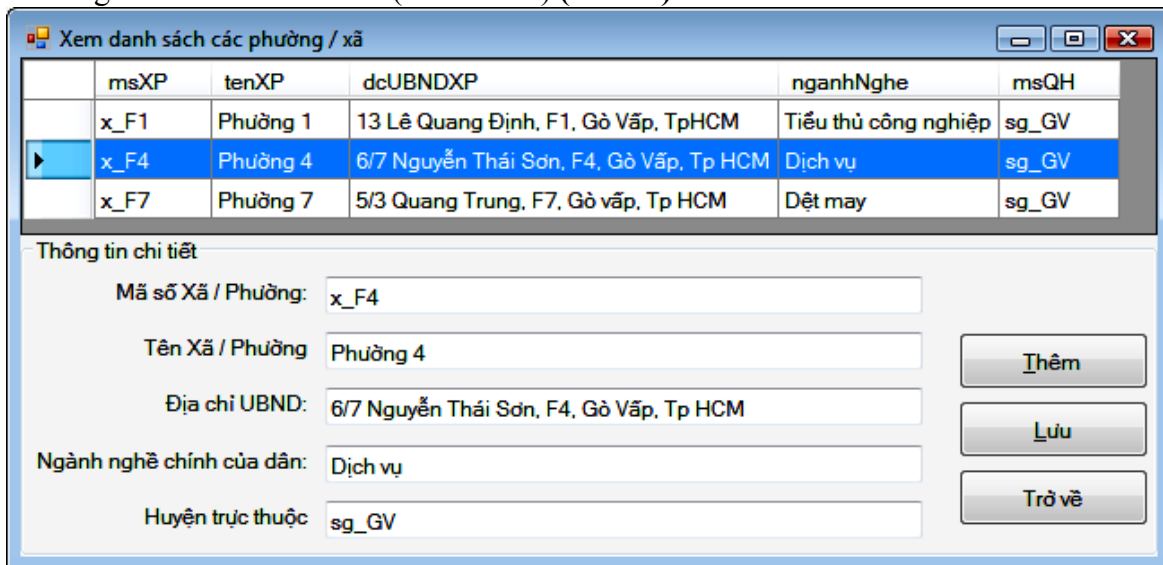 Xem danh sách các phường / xã
msXP tenXP dcUBNDXP nganhNghe msQH
x_F1 Phường 1 13 Lê Quang Định, F1, Gò Vấp, TpHCM Tiểu thủ công nghiệp sg_GV
x_F4 Phường 4 6/7 Nguyễn Thái Sơn, F4, Gò Vấp, Tp HCM Dịch vụ sg_GV
x_F7 Phường 7 5/3 Quang Trung, F7, Gò vấp, Tp HCM Dệt may sg_GV
Thông tin chi tiết
Mã số Xã / Phường: x_F4
Tên Xã / Phường Phường 4
Thêm
Địa chỉ UBND: 6/7 Nguyễn Thái Sơn, F4, Gò Vấp, Tp HCM
Lưu
Ngành nghề chính của dân: Dịch vụ
Trở về
Huyện trực thuộc sg_GV